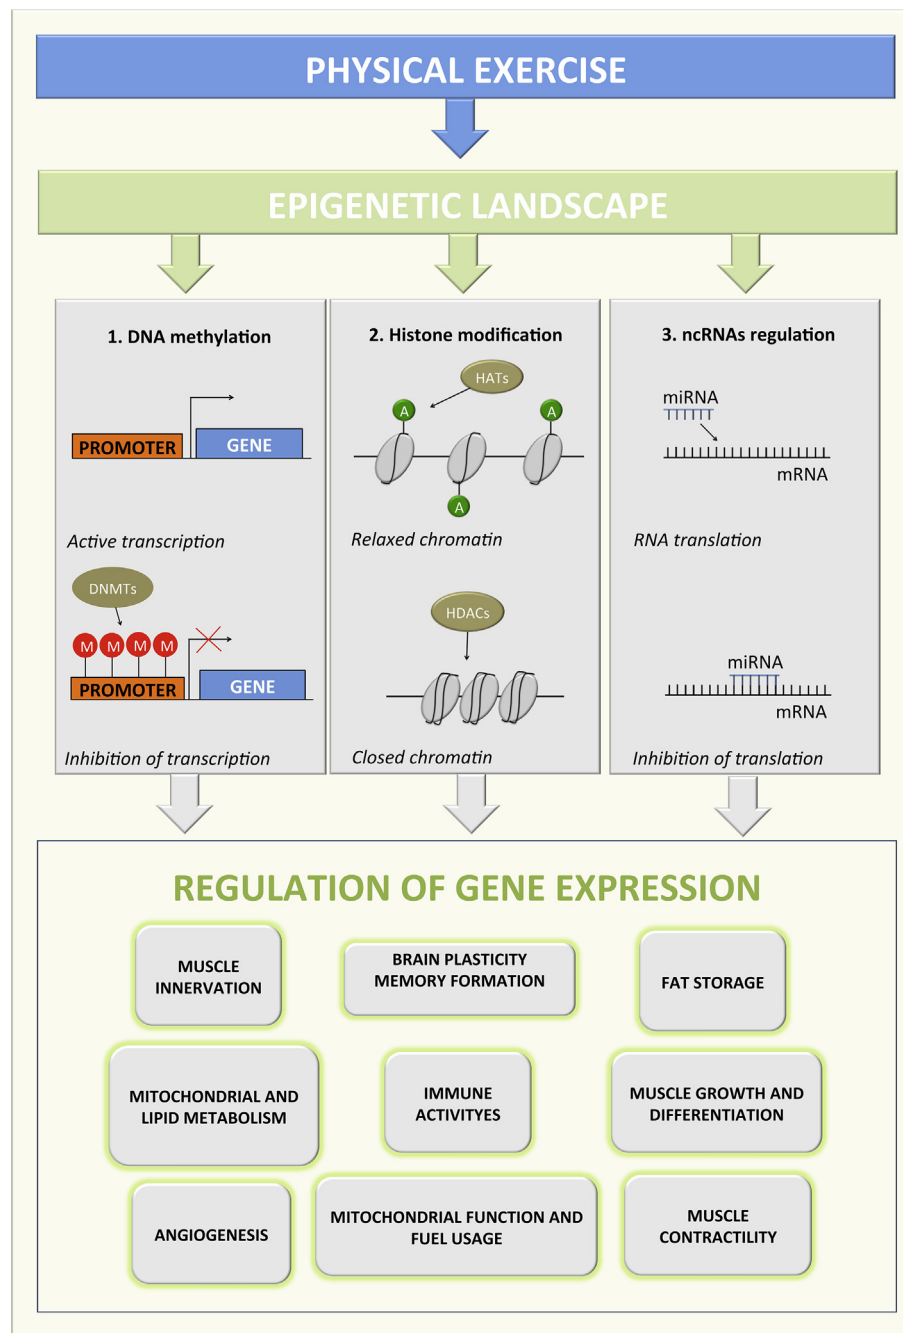 PHYSICAL EXERCISE
EPIGENETIC LANDSCAPE
1. DNA methylation
PROMOTER
GENE
Active transcription
DNMTs
M
M
M
M
PROMOTER
GENE
Inhibition of transcription
2. Histone modification
HATs
A
A
A
Relaxed chromatin
HDACs
Closed chromatin
3. ncRNAs regulation
miRNA
mRNA
RNA translation
miRNA
mRNA
Inhibition of translation
REGULATION OF GENE EXPRESSION
MUSCLE
INNERVATION
BRAIN PLASTICITY
MEMORY FORMATION
FAT STORAGE
MITOCHONDRIAL AND
LIPID METABOLISM
IMMUNE
ACTIVITYES
MUSCLE GROWTH AND
DIFFERENTIATION
ANGIOGENESIS
MITOCHONDRIAL FUNCTION AND
FUEL USAGE
MUSCLE
CONTRACTILITY